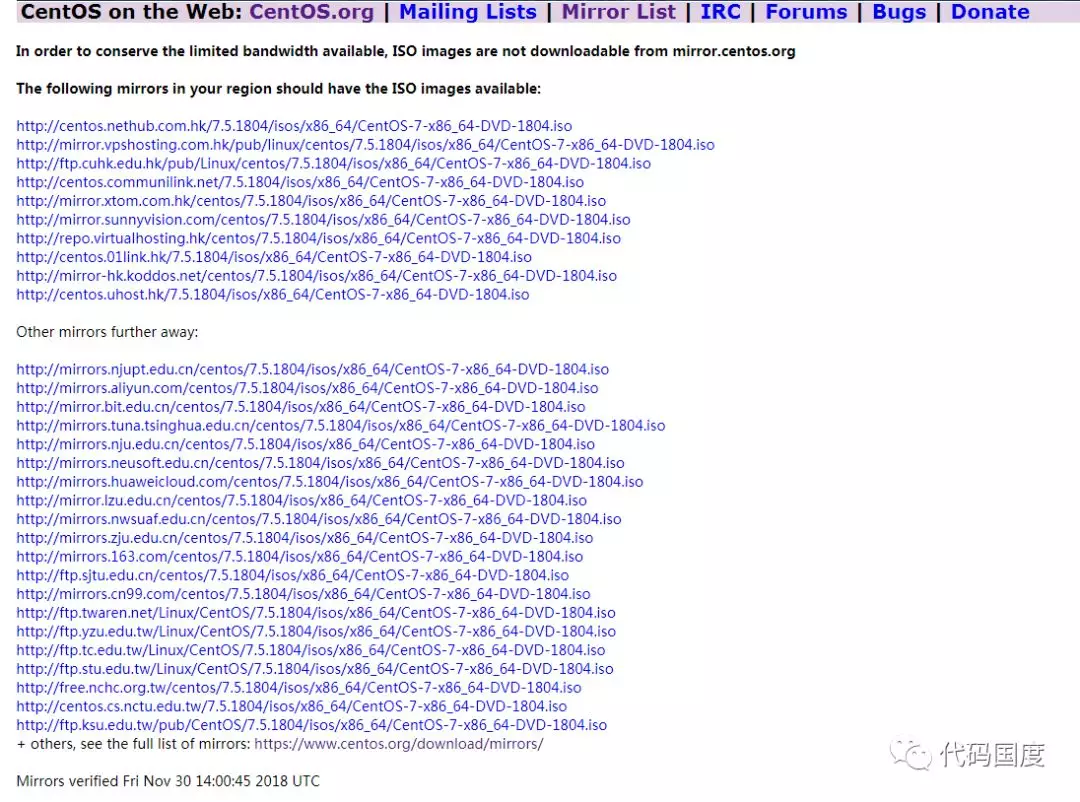 CentOS on the Web: CentOS.org | Mailing Lists | Mirror List | IRC | Forums | Bugs | Donate
In order to conserve the limited bandwidth available, ISO images are not downloadable from mirror.centos.org
The following mirrors in your region should have the ISO images available:
http://centos.nethub.com.hk/7.5.1804/isos/x86_64/CentOS-7-x86_64-DVD-1804.iso
http://mirror.vpshosting.com.hk/pub/linux/centos/7.5.1804/isos/x86_64/CentOS-7-x86_64-DVD-1804.iso
http://ftp.cuhk.edu.hk/pub/Linux/centos/7.5.1804/isos/x86_64/CentOS-7-x86_64-DVD-1804.iso
http://centos.communilink.net/7.5.1804/isos/x86_64/CentOS-7-x86_64-DVD-1804.iso
http://mirror.xtom.com.hk/centos/7.5.1804/isos/x86_64/CentOS-7-x86_64-DVD-1804.iso
http://mirror.sunnyvision.com/centos/7.5.1804/isos/x86_64/CentOS-7-x86_64-DVD-1804.iso
http://repo.virtualhosting.hk/centos/7.5.1804/isos/x86_64/CentOS-7-x86_64-DVD-1804.iso
http://centos.01link.hk/7.5.1804/isos/x86_64/CentOS-7-x86_64-DVD-1804.iso
http://mirror-hk.koddos.net/centos/7.5.1804/isos/x86_64/CentOS-7-x86_64-DVD-1804.iso
http://centos.uhost.hk/7.5.1804/isos/x86_64/CentOS-7-x86_64-DVD-1804.iso
Other mirrors further away:
http://mirrors.njupt.edu.cn/centos/7.5.1804/isos/x86_64/CentOS-7-x86_64-DVD-1804.iso
http://mirrors.aliyun.com/centos/7.5.1804/isos/x86_64/CentOS-7-x86_64-DVD-1804.iso
http://mirror.bit.edu.cn/centos/7.5.1804/isos/x86_64/CentOS-7-x86_64-DVD-1804.iso
http://mirrors.tuna.tsinghua.edu.cn/centos/7.5.1804/isos/x86_64/CentOS-7-x86_64-DVD-1804.iso
http://mirrors.nju.edu.cn/centos/7.5.1804/isos/x86_64/CentOS-7-x86_64-DVD-1804.iso
http://mirrors.neusoft.edu.cn/centos/7.5.1804/isos/x86_64/CentOS-7-x86_64-DVD-1804.iso
http://mirrors.huaweicloud.com/centos/7.5.1804/isos/x86_64/CentOS-7-x86_64-DVD-1804.iso
http://mirror.lzu.edu.cn/centos/7.5.1804/isos/x86_64/CentOS-7-x86_64-DVD-1804.iso
http://mirrors.nwsuaf.edu.cn/centos/7.5.1804/isos/x86_64/CentOS-7-x86_64-DVD-1804.iso
http://mirrors.zju.edu.cn/centos/7.5.1804/isos/x86_64/CentOS-7-x86_64-DVD-1804.iso
http://mirrors.163.com/centos/7.5.1804/isos/x86_64/CentOS-7-x86_64-DVD-1804.iso
http://ftp.sjtu.edu.cn/centos/7.5.1804/isos/x86_64/CentOS-7-x86_64-DVD-1804.iso
http://mirrors.cn99.com/centos/7.5.1804/isos/x86_64/CentOS-7-x86_64-DVD-1804.iso
http://ftp.twaren.net/Linux/CentOS/7.5.1804/isos/x86_64/CentOS-7-x86_64-DVD-1804.iso
http://ftp.yzu.edu.tw/Linux/CentOS/7.5.1804/isos/x86_64/CentOS-7-x86_64-DVD-1804.iso
http://ftp.tc.edu.tw/Linux/CentOS/7.5.1804/isos/x86_64/CentOS-7-x86_64-DVD-1804.iso
http://ftp.stu.edu.tw/Linux/CentOS/7.5.1804/isos/x86_64/CentOS-7-x86_64-DVD-1804.iso
http://free.nchc.org.tw/centos/7.5.1804/isos/x86_64/CentOS-7-x86_64-DVD-1804.iso
http://centos.cs.nctu.edu.tw/7.5.1804/isos/x86_64/CentOS-7-x86_64-DVD-1804.iso
http://ftp.ksu.edu.tw/pub/CentOS/7.5.1804/isos/x86_64/CentOS-7-x86_64-DVD-1804.iso
+ others, see the full list of mirrors: https://www.centos.org/download/mirrors/
代码国度
Mirrors verified Fri Nov 30 14:00:45 2018 UTC